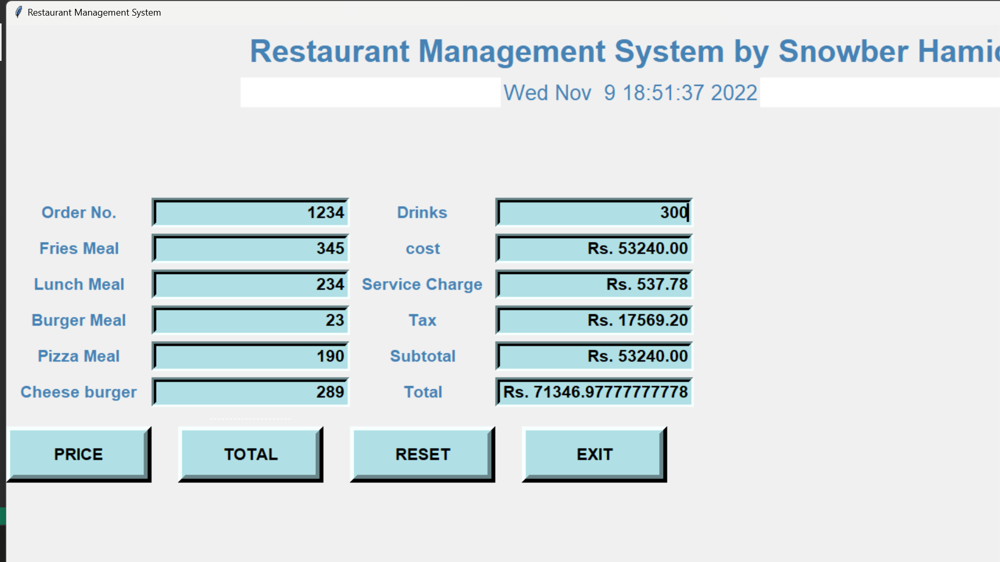 Restaurant Management System
Restaurant Management System by Snowber
Wed Nov 9 18:51:37 2022
Order No. 1234 Drinks 300
Fries Meal 345 cost Rs. 53240.00
Lunch Meal 234 Service Charge Rs. 537.78
Burger Meal 23 Tax Rs. 17569.20
Pizza Meal 190 Subtotal Rs. 53240.00
Cheese burger 289 Total Rs. 71346.97777777778
PRICE TOTAL RESET EXIT